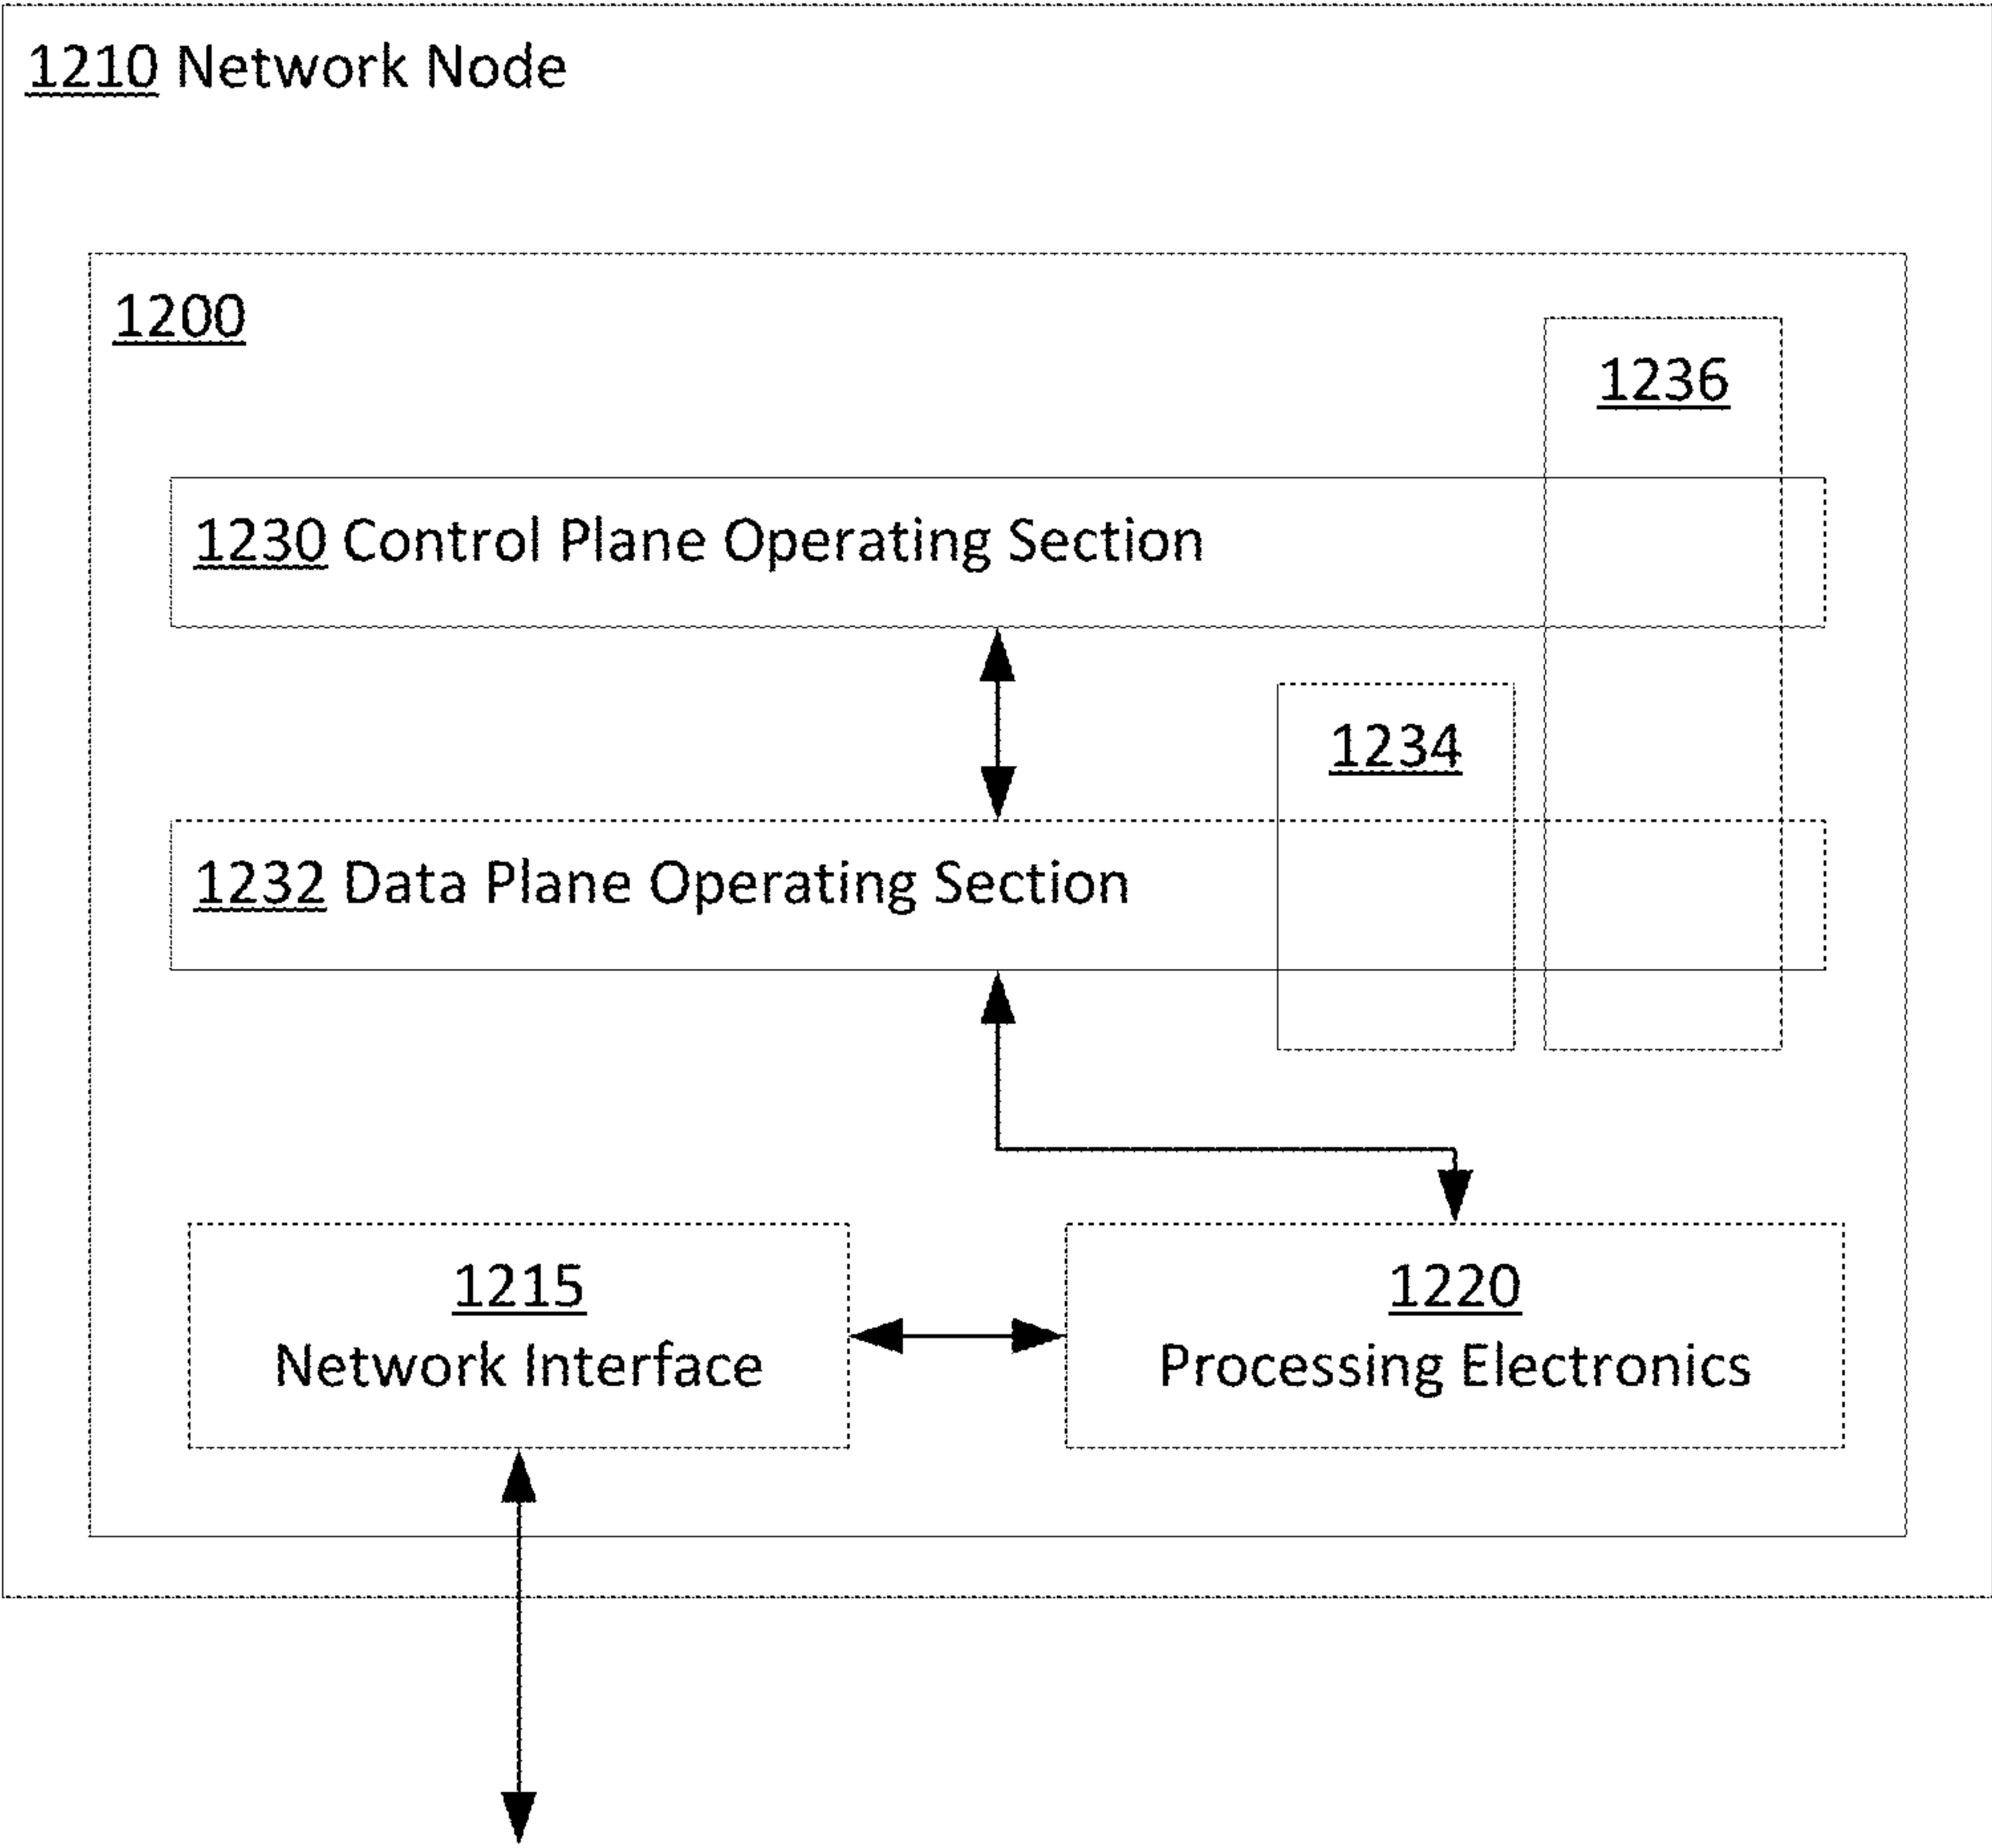 1210 Network Node
1200
1236
1230 Control Plane Operating Section
1234
1232 Data Plane Operating Section
1215
Network Interface
1220
Processing Electronics